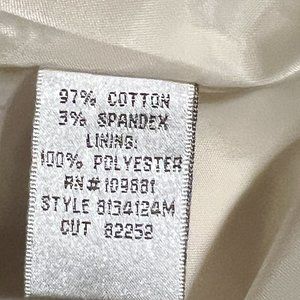 97% COTTON
3% SPANDEX
LINING:
100% POLYESTER
RN#109881
STYLE 8134124M
CUT 82252